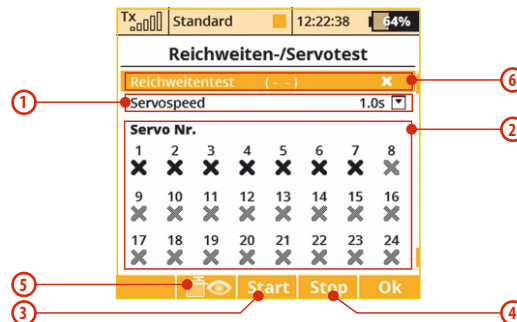 Tx Standard 12:22:38 64%
Reichweiten-/Servotest
Reichweitentest (--)
Servospeed 1.0s
Servo Nr.
1 2 3 4 5 6 7 8
9 10 11 12 13 14 15 16
17 18 19 20 21 22 23 24
Start Stop Ok
1
2
3
4
5
6